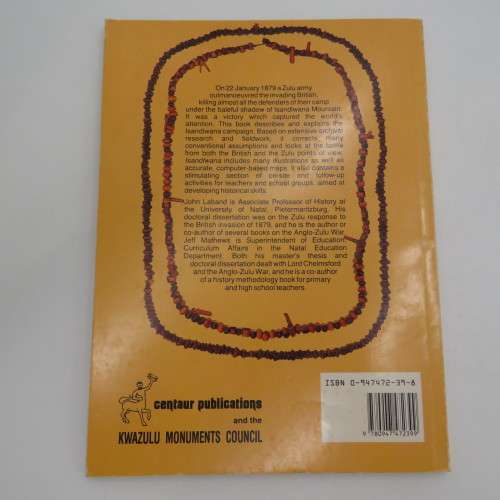 On 22 January 1879 a Zulu army
outmanoeuvred the invading British,
killing almost all the defenders of their camp
under the baleful shadow of Isandlwana Mountain.
It was a victory which captured the world's
attention. This book describes and explains the
Isandlwana campaign. Based on extensive archival
research and fieldwork, it corrects many
conventional assumptions and looks at the battle
from both the British and the Zulu points of view.
Isandlwana includes many illustrations as well as
accurate, computer-based maps. It also contains a
stimulating section of on-site and follow-up
activities for teachers and school groups, aimed at
developing historical skills.
John Laband is Associate Professor of History at
the University of Natal, Pietermaritzburg. His
doctoral dissertation was on the Zulu response to
the British invasion of 1879, and he is the author or
co-author of several books on the Anglo-Zulu War.
Jeff Mathews is Superintendent of Education:
Curriculum Affairs in the Natal Education
Department. Both his master's thesis and
doctoral dissertation dealt with Lord Chelmsford
and the Anglo-Zulu War, and he is a co-author
of a history methodology book for primary
and high school teachers.
ISBN 0-947472-39-6
9 780947 472399
centaur publications
and the
KWAZULU MONUMENTS COUNCIL